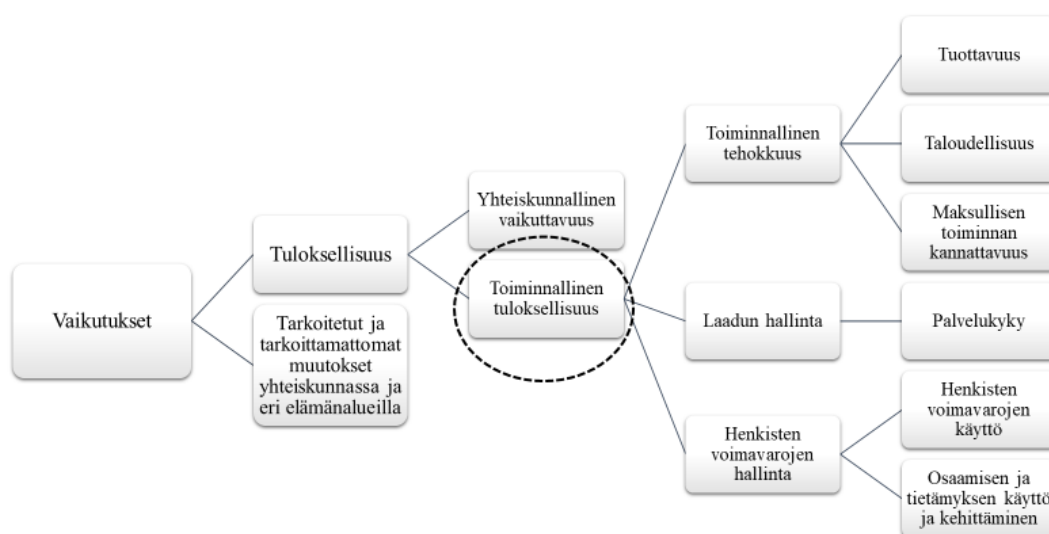 Vaikutukset
Tuloksellisuus
Tarkoitetut ja
tarkoittamattomat
muutokset
yhteiskunnassa ja
eri elämänalueilla
Yhteiskunnallinen
vaikuttavuus
Toiminnallinen
tuloksellisuus
Toiminnallinen
tehokkuus
Laadun hallinta
Henkisten
voimavarojen
hallinta
Tuottavuus
Taloudellisuus
Maksullisen
toiminnan
kannattavuus
Palvelukyky
Henkisten
voimavarojen
käyttö
Osaamisen ja
tietämyksen käyttö
ja kehittäminen